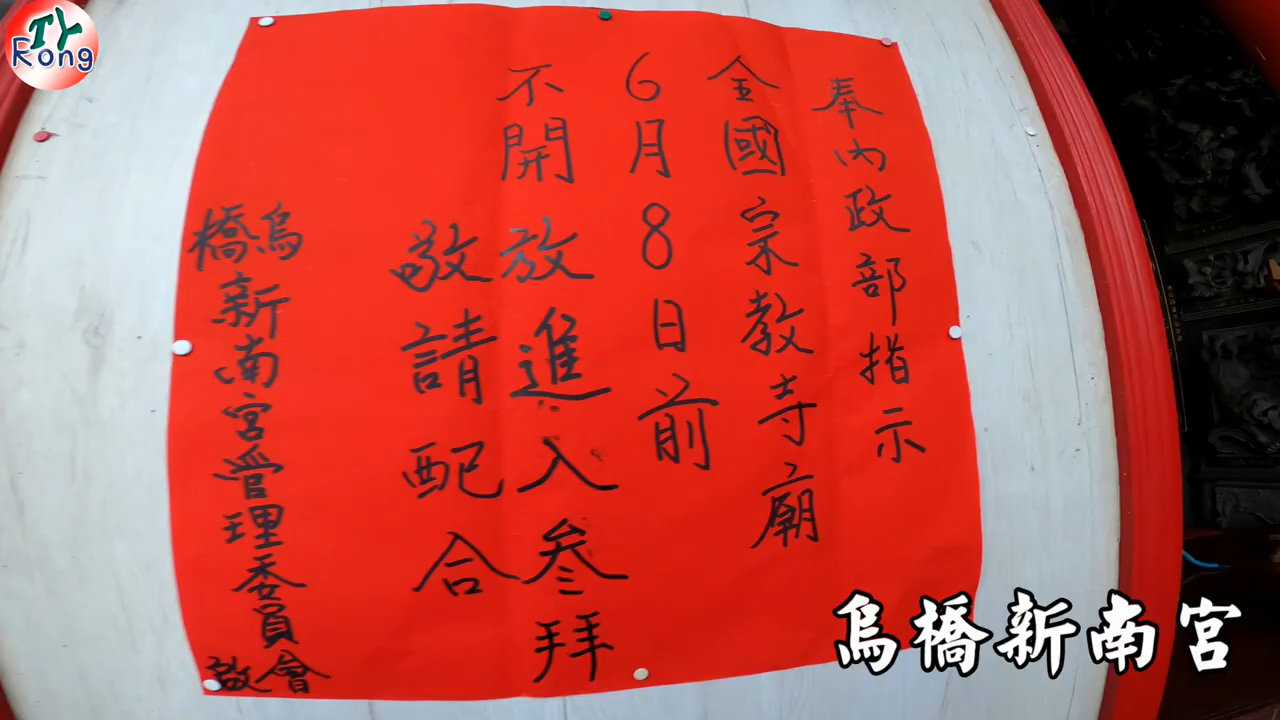 TY
Rong
奉內政部指示
全國宗教寺廟
6月8日前
不開放進入參拜
敬請配合
烏橋新南宮管理委員會啟
烏橋新南宮